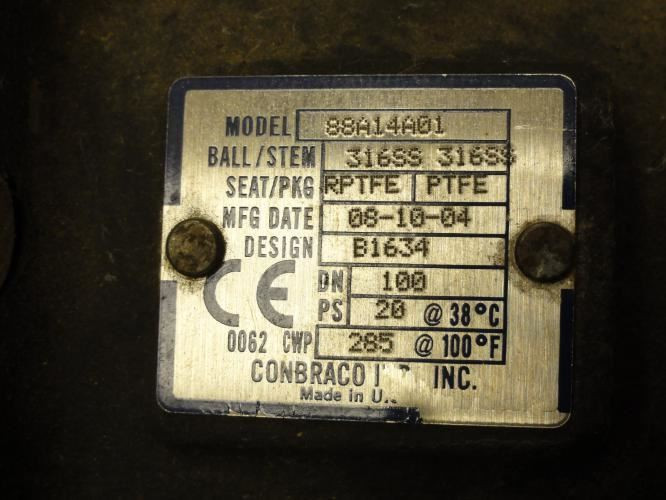 MODEL 88A14A01
BALL/STEM 316SS 316SS
SEAT/PKG RPTFE PTFE
MFG DATE 08-10-04
DESIGN B1634
CE DN 100
PS 20 @ 38°C
0062 CWP 285 @ 100°F
CONBRACO INC.
Made in